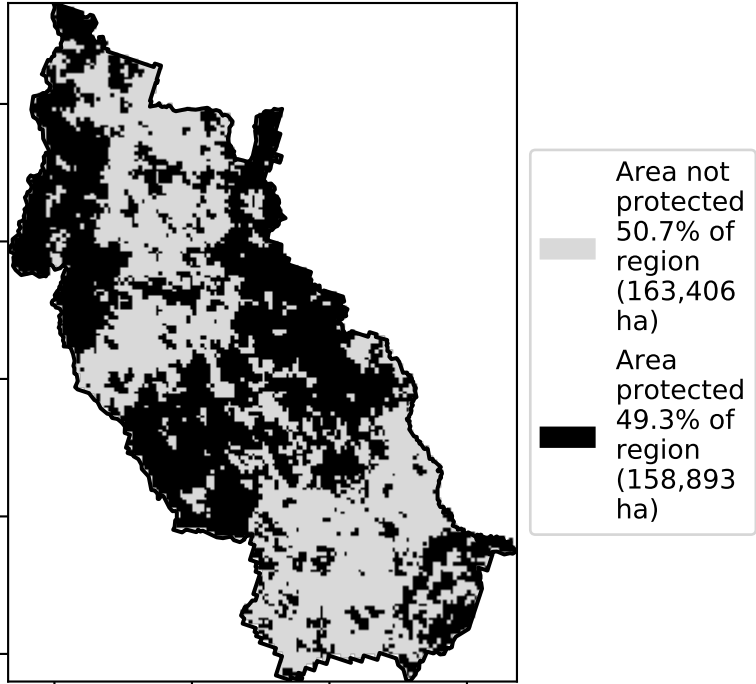 Area not
protected
50.7% of
region
(163,406
ha)
Area
protected
49.3% of
region
(158,893
ha)